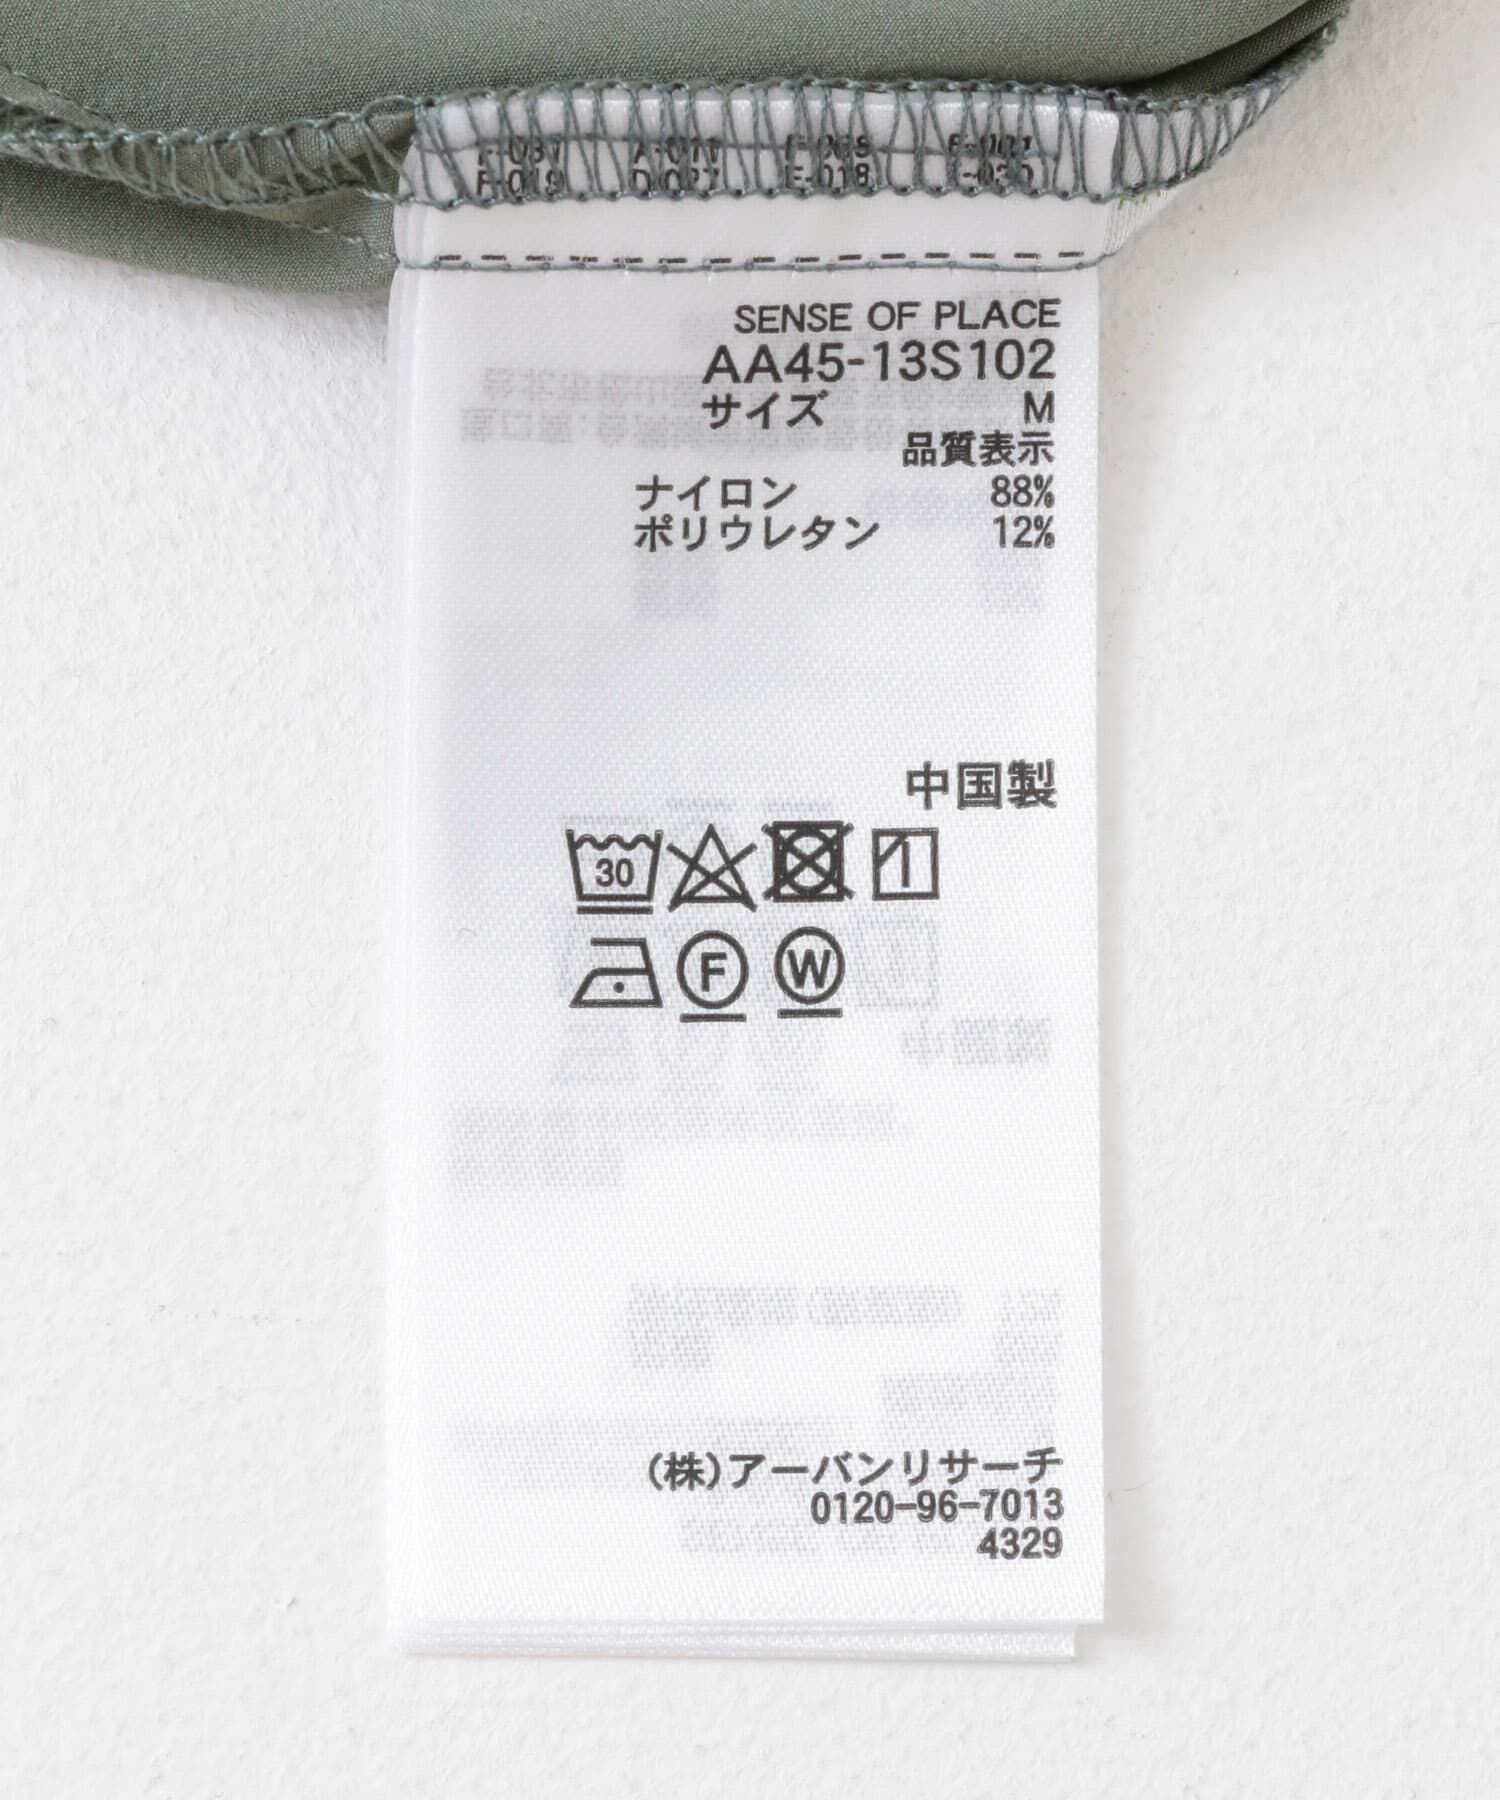 SENSE OF PLACE
AA45-13S102
サイズ M
品質表示
ナイロン 88%
ポリウレタン 12%
中国製
30
F W
(株)アーバンリサーチ
0120-96-7013
4329